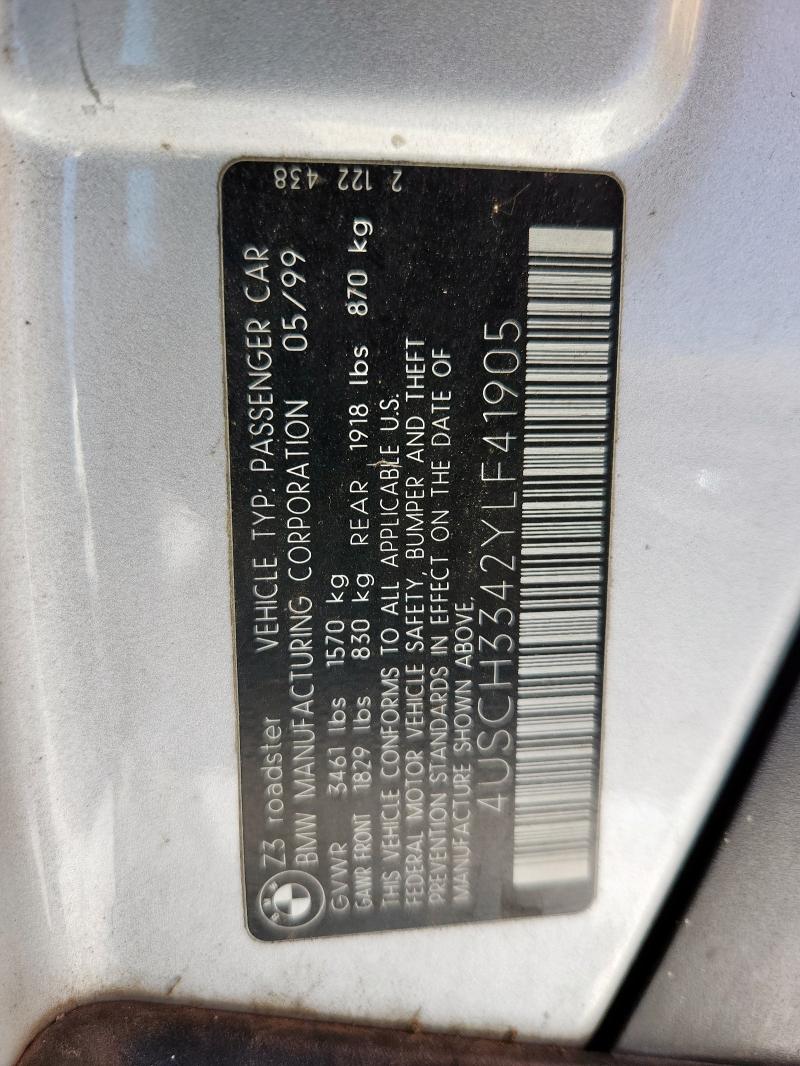 Z3 roadster VEHICLE TYP: PASSENGER CAR
BMW MANUFACTURING CORPORATION 05/99
GVWR 3461 lbs 1570 kg
GAWR FRONT 1829 lbs 830 kg REAR 1918 lbs 870 kg
THIS VEHICLE CONFORMS TO ALL APPLICABLE U.S.
FEDERAL MOTOR VEHICLE SAFETY, BUMPER AND THEFT
PREVENTION STANDARDS IN EFFECT ON THE DATE OF
MANUFACTURE SHOWN ABOVE.
4USCH3342YLF41905
2 122 438